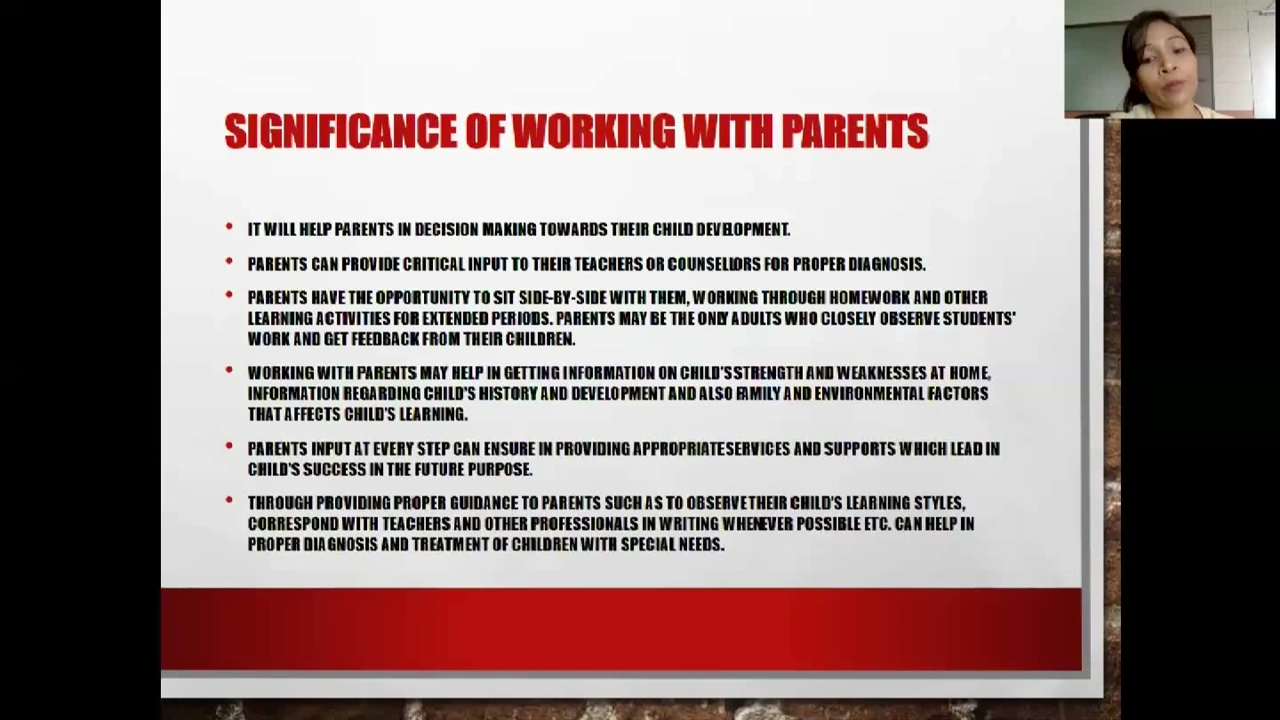 SIGNIFICANCE OF WORKING WITH PARENTS
• IT WILL HELP PARENTS IN DECISION MAKING TOWARDS THEIR CHILD DEVELOPMENT.
• PARENTS CAN PROVIDE CRITICAL INPUT TO THEIR TEACHERS OR COUNSELLORS FOR PROPER DIAGNOSIS.
• PARENTS HAVE THE OPPORTUNITY TO SIT SIDE-BY-SIDE WITH THEM, WORKING THROUGH HOMEWORK AND OTHER
LEARNING ACTIVITIES FOR EXTENDED PERIODS. PARENTS MAY BE THE ONLY ADULTS WHO CLOSELY OBSERVE STUDENTS'
WORK AND GET FEEDBACK FROM THEIR CHILDREN.
• WORKING WITH PARENTS MAY HELP IN GETTING INFORMATION ON CHILD'S STRENGTH AND WEAKNESSES AT HOME,
INFORMATION REGARDING CHILD'S HISTORY AND DEVELOPMENT AND ALSO FAMILY AND ENVIRONMENTAL FACTORS
THAT AFFECTS CHILD'S LEARNING.
• PARENTS INPUT AT EVERY STEP CAN ENSURE IN PROVIDING APPROPRIATE SERVICES AND SUPPORTS WHICH LEAD IN
CHILD'S SUCCESS IN THE FUTURE PURPOSE.
• THROUGH PROVIDING PROPER GUIDANCE TO PARENTS SUCH AS TO OBSERVE THEIR CHILD'S LEARNING STYLES,
CORRESPOND WITH TEACHERS AND OTHER PROFESSIONALS IN WRITING WHENEVER POSSIBLE ETC. CAN HELP IN
PROPER DIAGNOSIS AND TREATMENT OF CHILDREN WITH SPECIAL NEEDS.